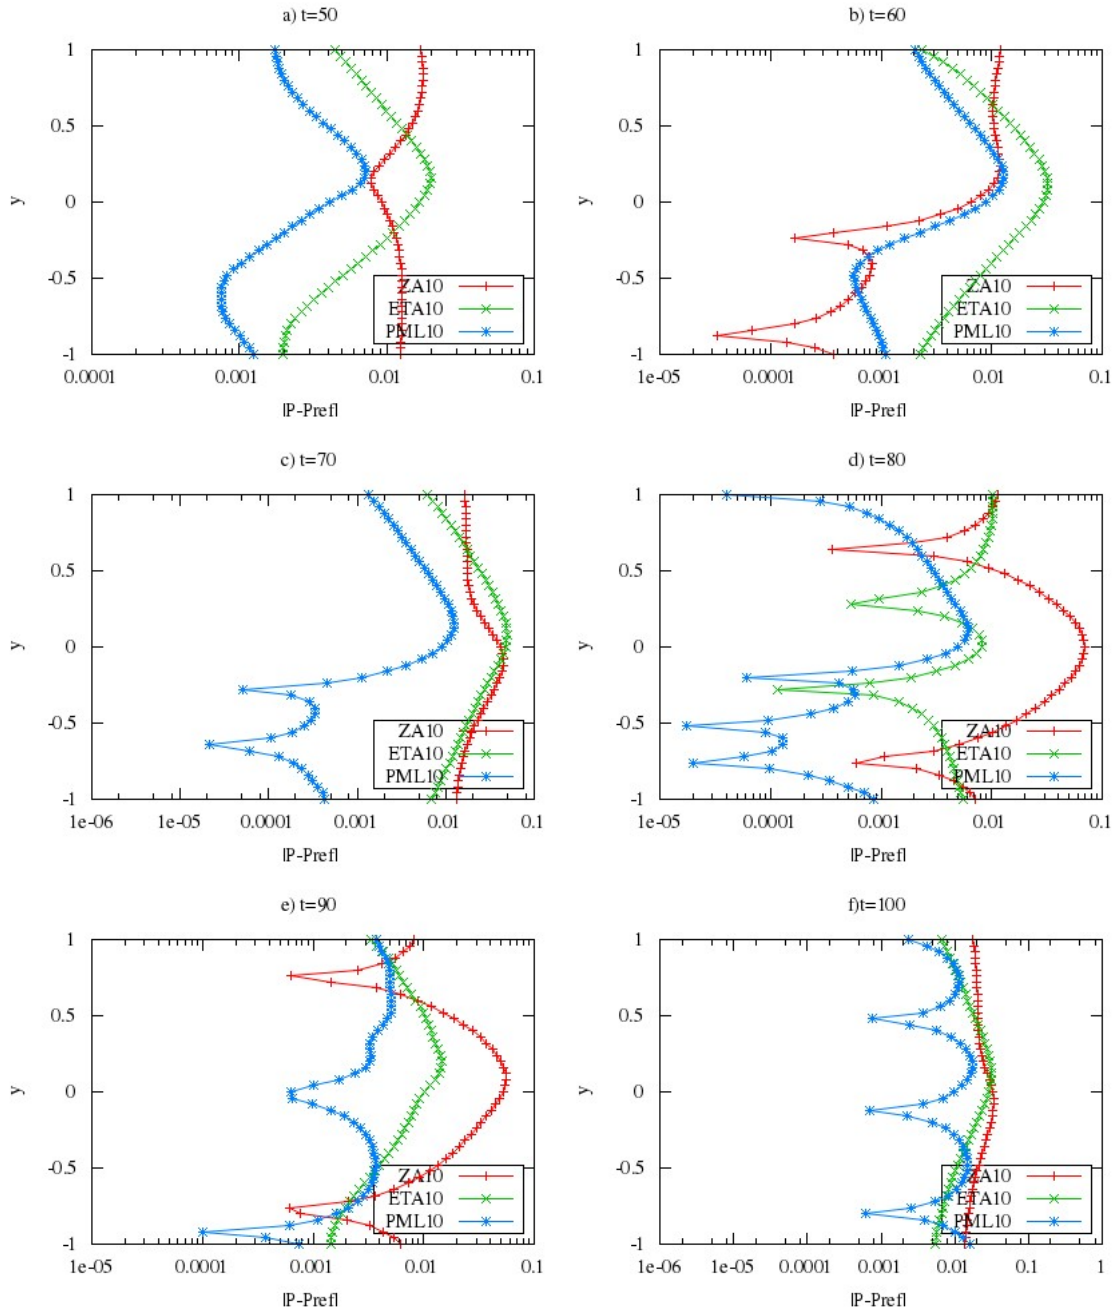 a) t=50
1
0.5
0
-0.5
-1
y
ZA10
ETA10
PML10
0.0001 0.001 0.01 0.1
|P-Pref|
b) t=60
1
0.5
0
-0.5
-1
y
ZA10
ETA10
PML10
1e-05 0.0001 0.001 0.01 0.1
|P-Pref|
c) t=70
1
0.5
0
-0.5
-1
y
ZA10
ETA10
PML10
1e-06 1e-05 0.0001 0.001 0.01 0.1
|P-Pref|
d) t=80
1
0.5
0
-0.5
-1
y
ZA10
ETA10
PML10
1e-05 0.0001 0.001 0.01 0.1
|P-Pref|
e) t=90
1
0.5
0
-0.5
-1
y
ZA10
ETA10
PML10
1e-05 0.0001 0.001 0.01 0.1
|P-Pref|
f)t=100
1
0.5
0
-0.5
-1
y
ZA10
ETA10
PML10
1e-06 1e-05 0.0001 0.001 0.01 0.1 1
|P-Pref|